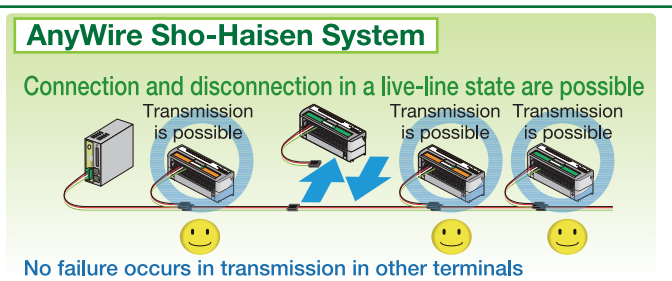 AnyWire Sho-Haisen System
Connection and disconnection in a live-line state are possible
Transmission
is possible
Transmission
is possible
Transmission
is possible
No failure occurs in transmission in other terminals